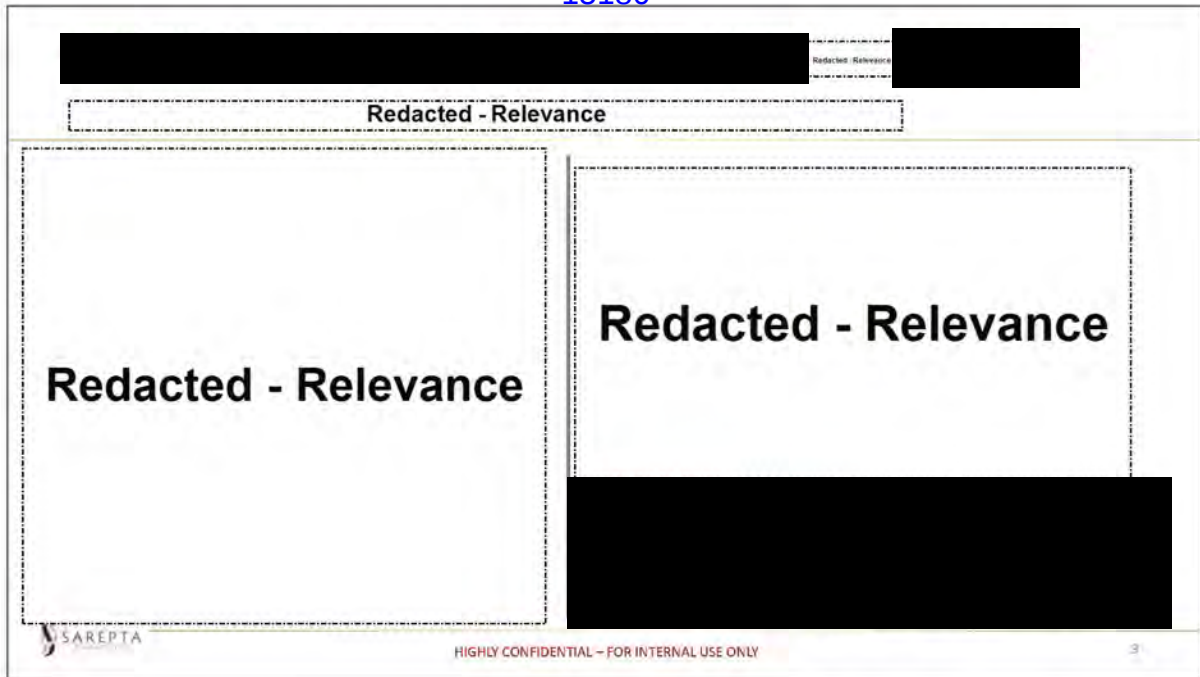 Redacted - Relevance
Redacted - Relevance
Redacted - Relevance
Redacted - Relevance
SAREPTA
HIGHLY CONFIDENTIAL – FOR INTERNAL USE ONLY
3